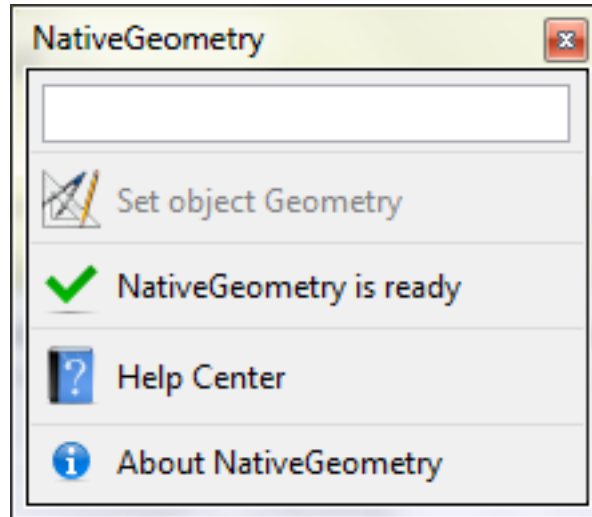 NativeGeometry
Set object Geometry
NativeGeometry is ready
Help Center
About NativeGeometry